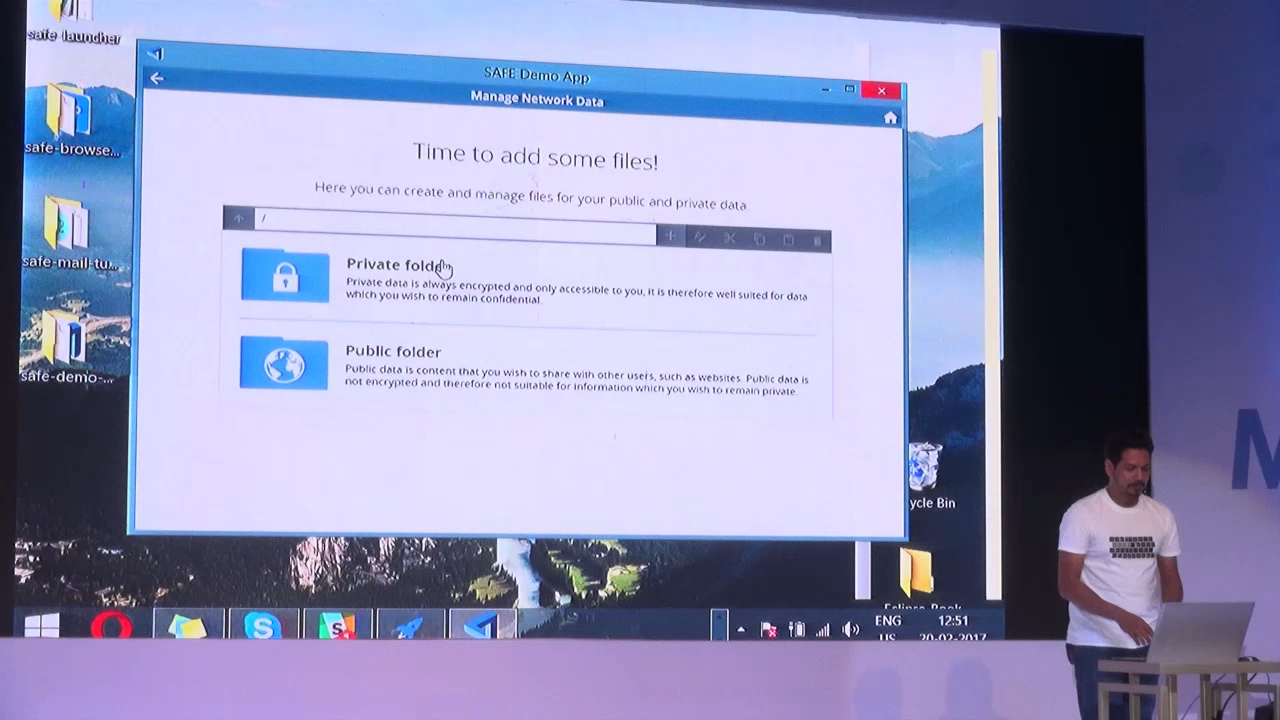 safe-launcher
safe-browse...
safe-mail-tu...
safe-demo-...
SAFE Demo App
Manage Network Data
Time to add some files!
Here you can create and manage files for your public and private data.
/
Private folder
Private data is always encrypted and only accessible to you, it is therefore well suited for data
which you wish to remain confidential.
Public folder
Public data is content that you wish to share with other users, such as websites. Public data is
not encrypted and therefore not suitable for information which you wish to remain private.
ycle Bin
ENG
US
12:51
20-02-2017
M